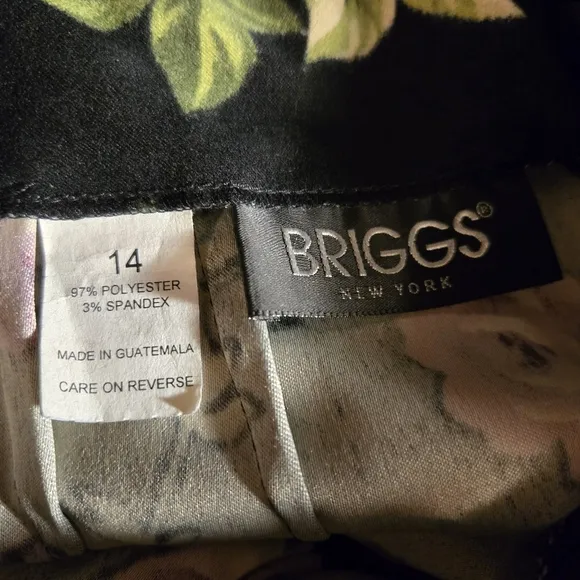 14
97% POLYESTER
3% SPANDEX
MADE IN GUATEMALA
CARE ON REVERSE
BRIGGS®
NEW YORK